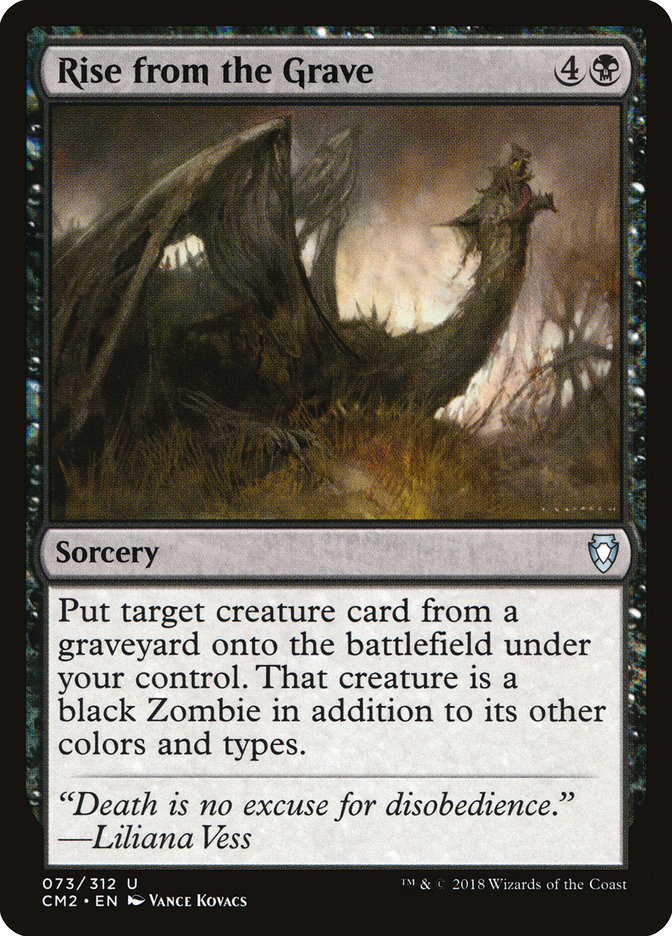 Rise from the Grave 4
Sorcery
Put target creature card from a
graveyard onto the battlefield under
your control. That creature is a
black Zombie in addition to its other
colors and types.
“Death is no excuse for disobedience.”
—Liliana Vess
073/312 U
CM2 • EN Vance Kovacs
™ & © 2018 Wizards of the Coast